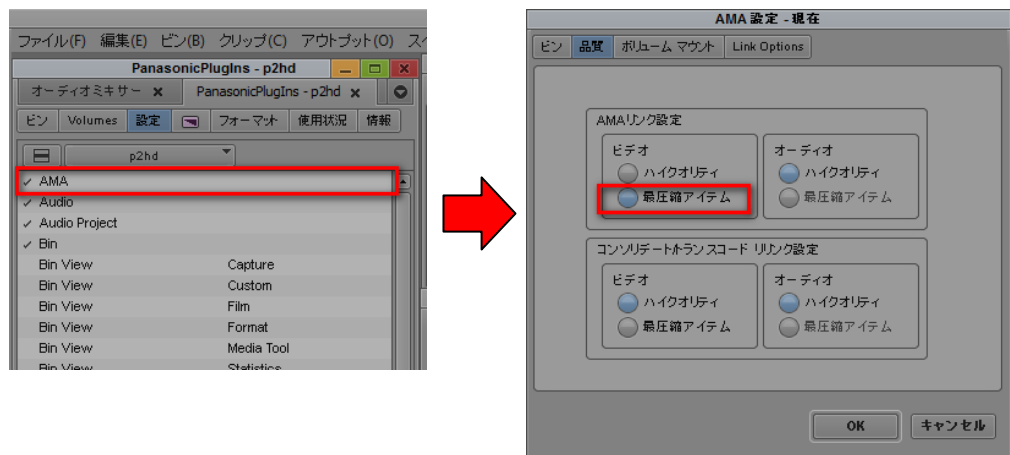 ファイル(F) 編集(E) ビン(B) クリップ(C) アウトプット(O)
PanasonicPlugIns - p2hd
オーディオミキサー PanasonicPlugIns - p2hd
ビン Volumes 設定 フォーマット 使用状況 情報
p2hd
AMA
Audio
Audio Project
Bin
Bin View Capture
Bin View Custom
Bin View Film
Bin View Format
Bin View Media Tool
Bin View Statistics
AMA 設定 - 現在
ビン 品質 ボリューム マウント Link Options
AMAリンク設定
ビデオ オーディオ
ハイクオリティ ハイクオリティ
最圧縮アイテム 最圧縮アイテム
コンソリデート/トランスコード リリンク設定
ビデオ オーディオ
ハイクオリティ ハイクオリティ
最圧縮アイテム 最圧縮アイテム
OK キャンセル